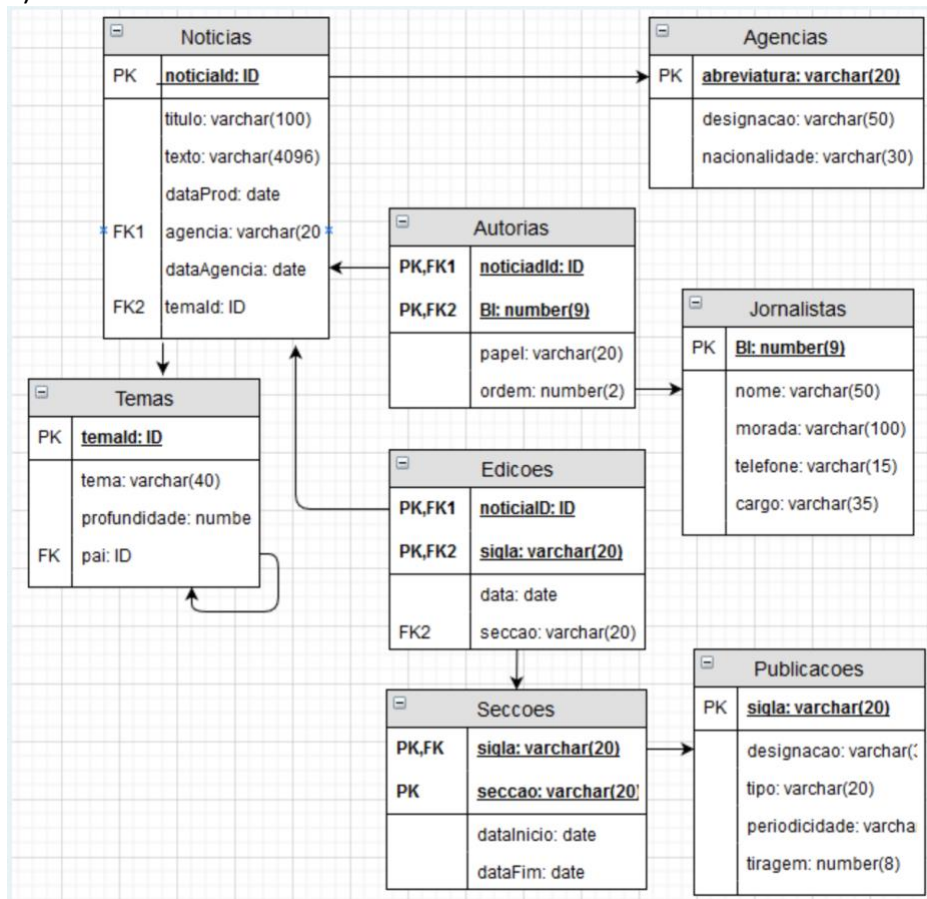 Noticias
PK noticiaId: ID
titulo: varchar(100)
texto: varchar(4096)
dataProd: date
FK1 agencia: varchar(20
dataAgencia: date
FK2 temaId: ID
Agencias
PK abreviatura: varchar(20)
designacao: varchar(50)
nacionalidade: varchar(30)
Autorias
PK,FK1 noticiadId: ID
PK,FK2 BI: number(9)
papel: varchar(20)
ordem: number(2)
Jornalistas
PK BI: number(9)
nome: varchar(50)
morada: varchar(100)
telefone: varchar(15)
cargo: varchar(35)
Temas
PK temaId: ID
tema: varchar(40)
profundidade: numbe
FK pai: ID
Edicoes
PK,FK1 noticiaID: ID
PK,FK2 sigla: varchar(20)
data: date
FK2 seccao: varchar(20)
Seccoes
PK,FK sigla: varchar(20)
PK seccao: varchar(20)
dataInicio: date
dataFim: date
Publicacoes
PK sigla: varchar(20)
designacao: varchar(
tipo: varchar(20)
periodicidade: varcha
tiragem: number(8)